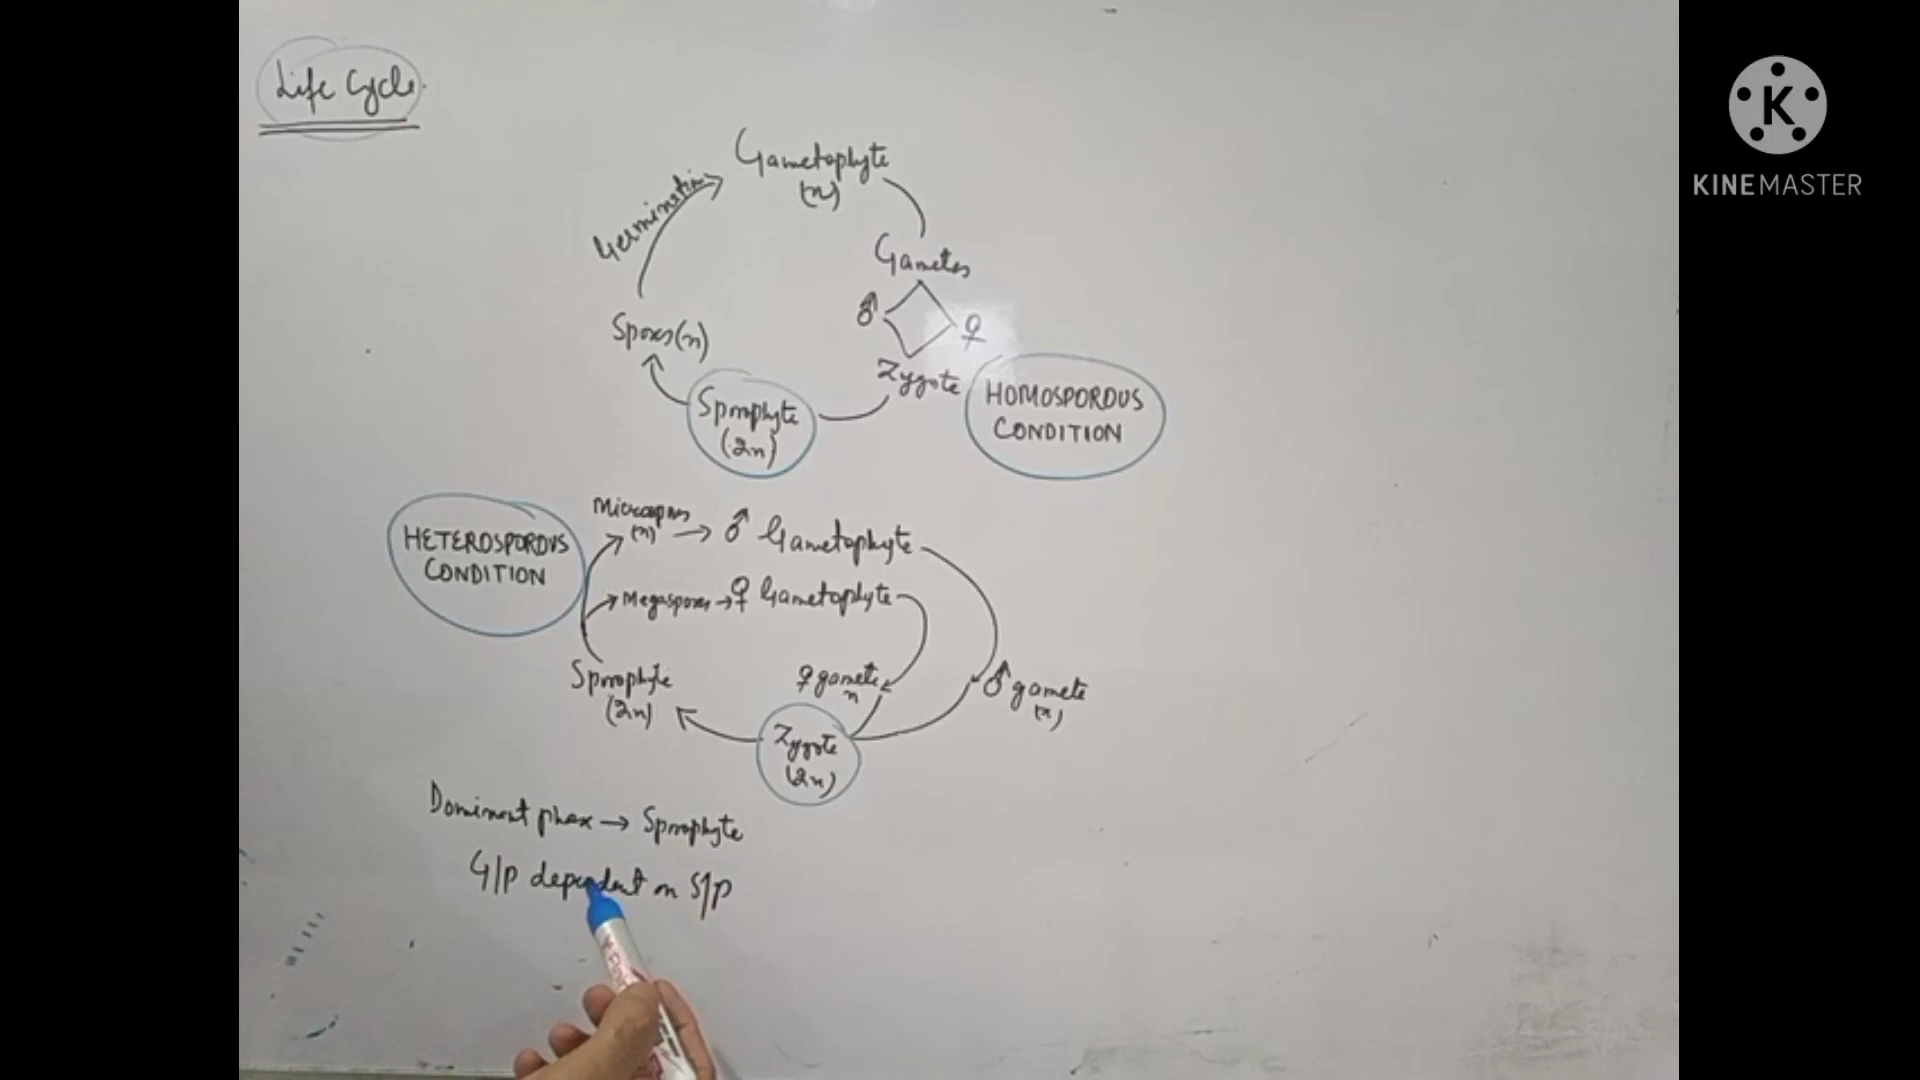 Life Cycle
Gametophyte
(n)
Germination
Gametes
♂
♀
Spores(n)
Zygote
HOMOSPOROUS
CONDITION
Sporophyte
(2n)
HETEROSPOROUS
CONDITION
Microspores
(n) → ♂ Gametophyte
Megaspores → ♀ Gametophyte
Sporophyte
(2n)
♀ gamete
n
♂ gamete
(n)
Zygote
(2n)
Dominant phase → Sporophyte
G/P dependent on S/P
K
KINEMASTER